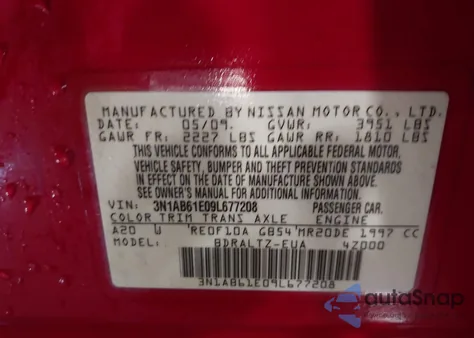 MANUFACTURED BY NISSAN MOTOR CO., LTD.
DATE: 05/09. GVWR: 3951 LBS
GAWR FR: 2227 LBS GAWR RR: 1810 LBS
THIS VEHICLE CONFORMS TO ALL APPLICABLE FEDERAL MOTOR,
VEHICLE SAFETY, BUMPER AND THEFT PREVENTION STANDARDS
IN EFFECT ON THE DATE OF MANUFACTURE SHOWN ABOVE.
SEE OWNER'S MANUAL FOR ADDITIONAL INFORMATION.
VIN: 3N1AB61E09L677208 PASSENGER CAR.
COLOR TRIM TRANS AXLE ENGINE
A20 W RE0F10A GB54 MR20DE 1997 CC
MODEL: BDRALTZ-EUA 4Z000
3N1AB61E09L677208
autoSnap